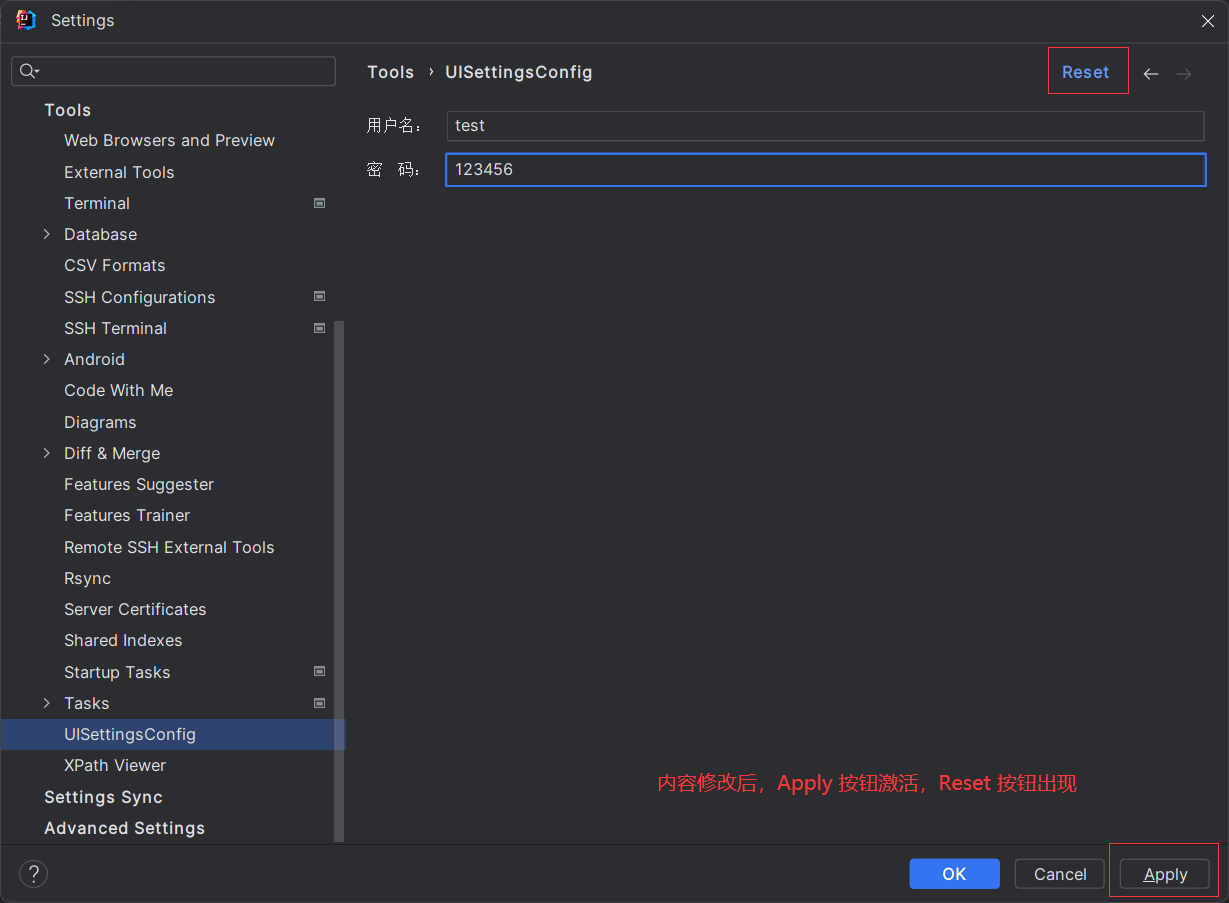 Settings
Tools › UISettingsConfig
Reset
Tools
Web Browsers and Preview
External Tools
Terminal
Database
CSV Formats
SSH Configurations
SSH Terminal
Android
Code With Me
Diagrams
Diff & Merge
Features Suggester
Features Trainer
Remote SSH External Tools
Rsync
Server Certificates
Shared Indexes
Startup Tasks
Tasks
UISettingsConfig
XPath Viewer
Settings Sync
Advanced Settings
用户名： test
密 码： 123456
内容修改后，Apply 按钮激活，Reset 按钮出现
?
OK
Cancel
Apply